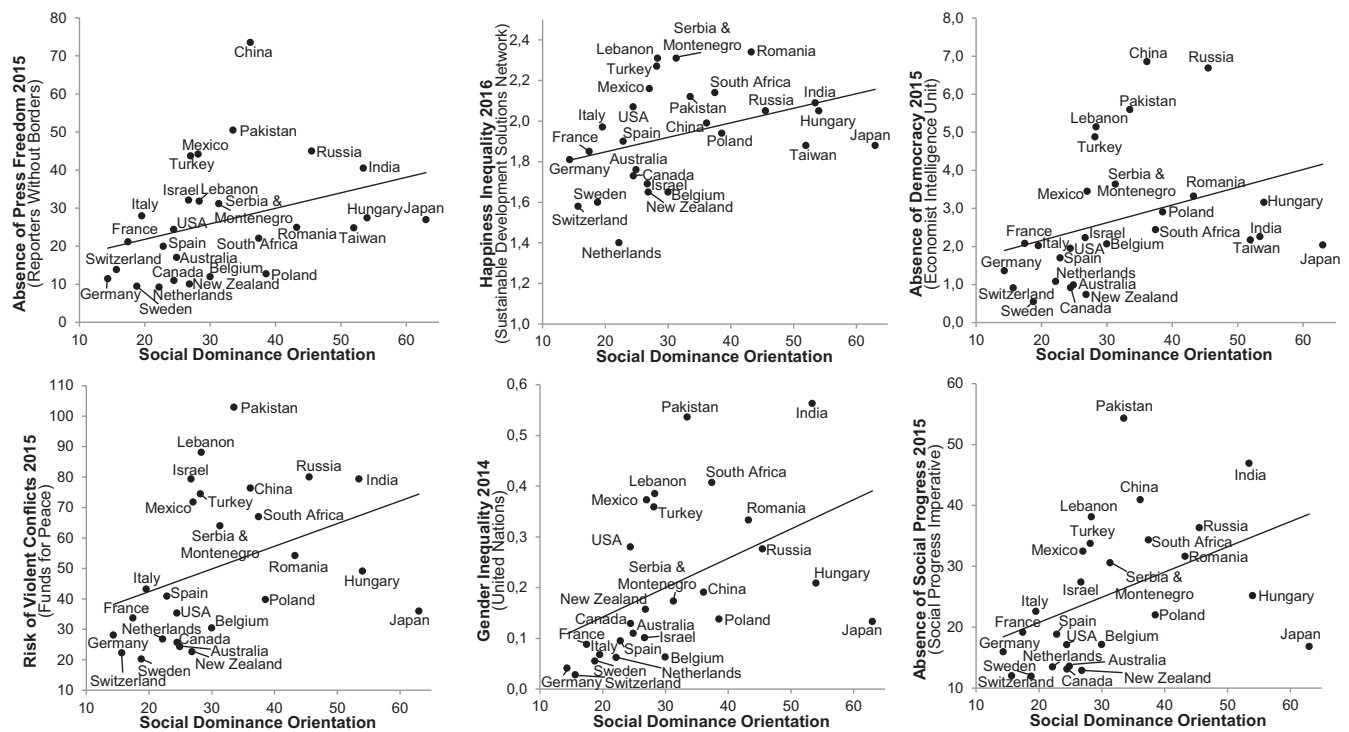 Absence of Press Freedom 2015
(Reporters Without Borders)
80
70
60
50
40
30
20
10
0
China
Pakistan
Mexico
Turkey
Russia
India
Israel
Lebanon
Serbia &
Montenegro
Italy
USA
Hungary
Japan
France
Spain
South Africa
Romania
Taiwan
Switzerland
Australia
Canada
Belgium
Poland
Germany
New Zealand
Netherlands
Sweden
10 20 30 40 50 60
Social Dominance Orientation
Happiness Inequality 2016
(Sustainable Development Solutions Network)
2,4
2,2
2,0
1,8
1,6
1,4
1,2
1,0
Serbia &
Montenegro
Lebanon
Romania
Turkey
Mexico
South Africa
Pakistan
Russia
India
Italy
USA
China
Hungary
France
Spain
Poland
Japan
Taiwan
Germany
Australia
Canada
Israel
Sweden
Belgium
New Zealand
Switzerland
Netherlands
10 20 30 40 50 60
Social Dominance Orientation
Absence of Democracy 2015
(Economist Intelligence Unit)
8,0
7,0
6,0
5,0
4,0
3,0
2,0
1,0
0,0
China
Russia
Pakistan
Lebanon
Turkey
Serbia &
Montenegro
Mexico
Romania
Hungary
Poland
France
Italy
Israel
South Africa
India
USA
Belgium
Taiwan
Japan
Spain
Germany
Netherlands
Australia
Switzerland
New Zealand
Sweden
Canada
10 20 30 40 50 60
Social Dominance Orientation
Risk of Violent Conflicts 2015
(Funds for Peace)
110
100
90
80
70
60
50
40
30
20
10
Pakistan
Lebanon
Israel
Russia
India
Mexico
Turkey
China
South Africa
Serbia &
Montenegro
Romania
Italy
Hungary
Spain
Poland
France
USA
Japan
Netherlands
Belgium
Germany
Canada
Australia
Sweden
New Zealand
Switzerland
10 20 30 40 50 60
Social Dominance Orientation
Gender Inequality 2014
(United Nations)
0,6
0,5
0,4
0,3
0,2
0,1
0,0
Pakistan
India
Lebanon
South Africa
Mexico
Turkey
Romania
USA
Russia
Serbia &
Montenegro
Hungary
China
New Zealand
Canada
Australia
Poland
Japan
France
Italy
Spain
Israel
Belgium
Sweden
Netherlands
Germany
Switzerland
10 20 30 40 50 60
Social Dominance Orientation
Absence of Social Progress 2015
(Social Progress Imperative)
60
50
40
30
20
10
Pakistan
India
China
Lebanon
Turkey
Russia
Mexico
South Africa
Romania
Israel
Serbia &
Montenegro
Italy
Hungary
France
Spain
Poland
Germany
USA
Belgium
Japan
Sweden
Netherlands
Australia
Switzerland
Canada
New Zealand
10 20 30 40 50 60
Social Dominance Orientation